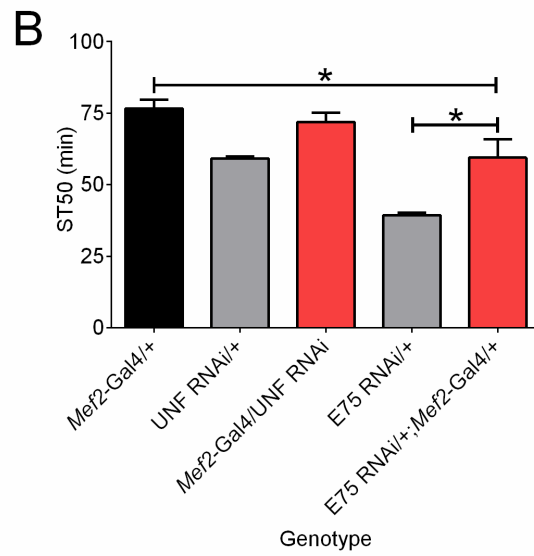 B
100
75
50
25
0
ST50 (min)
*
*
Mef2-Gal4/+
UNF RNAi/+
Mef2-Gal4/UNF RNAi
E75 RNAi/+
E75 RNAi/+;Mef2-Gal4/+
Genotype